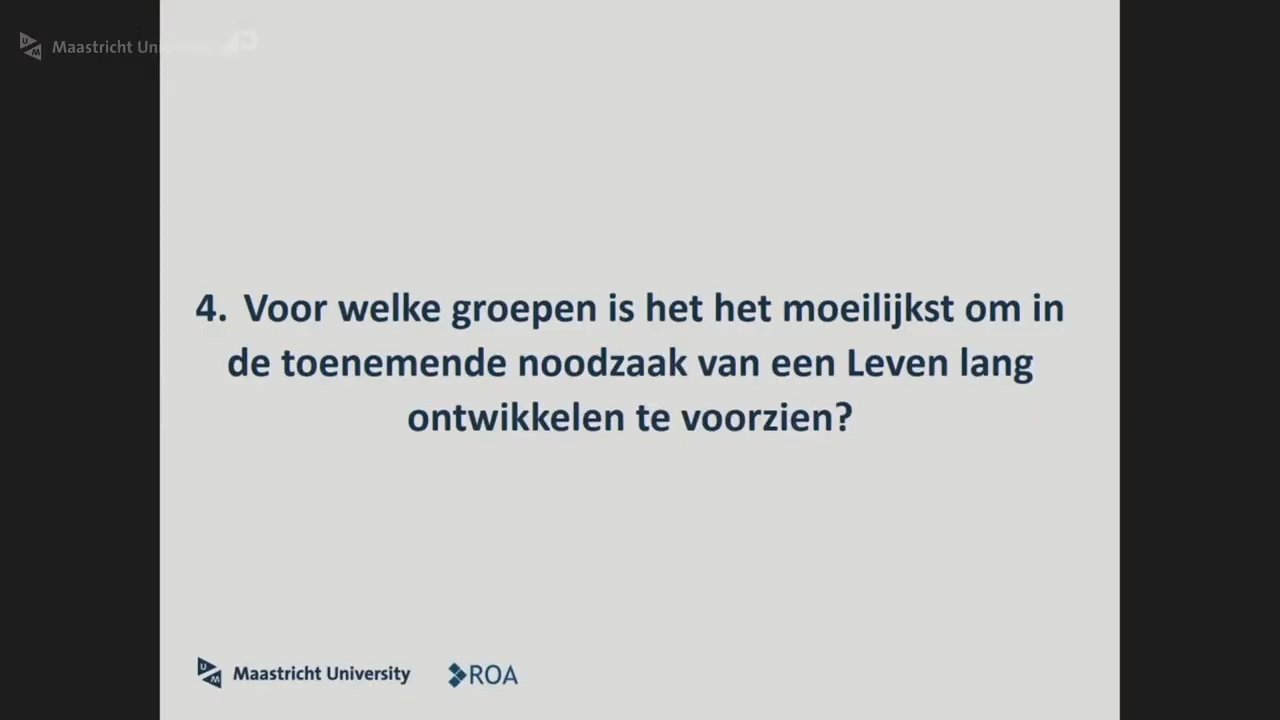 Maastricht Uni
4. Voor welke groepen is het het moeilijkst om in
de toenemende noodzaak van een Leven lang
ontwikkelen te voorzien?
UM Maastricht University ROA